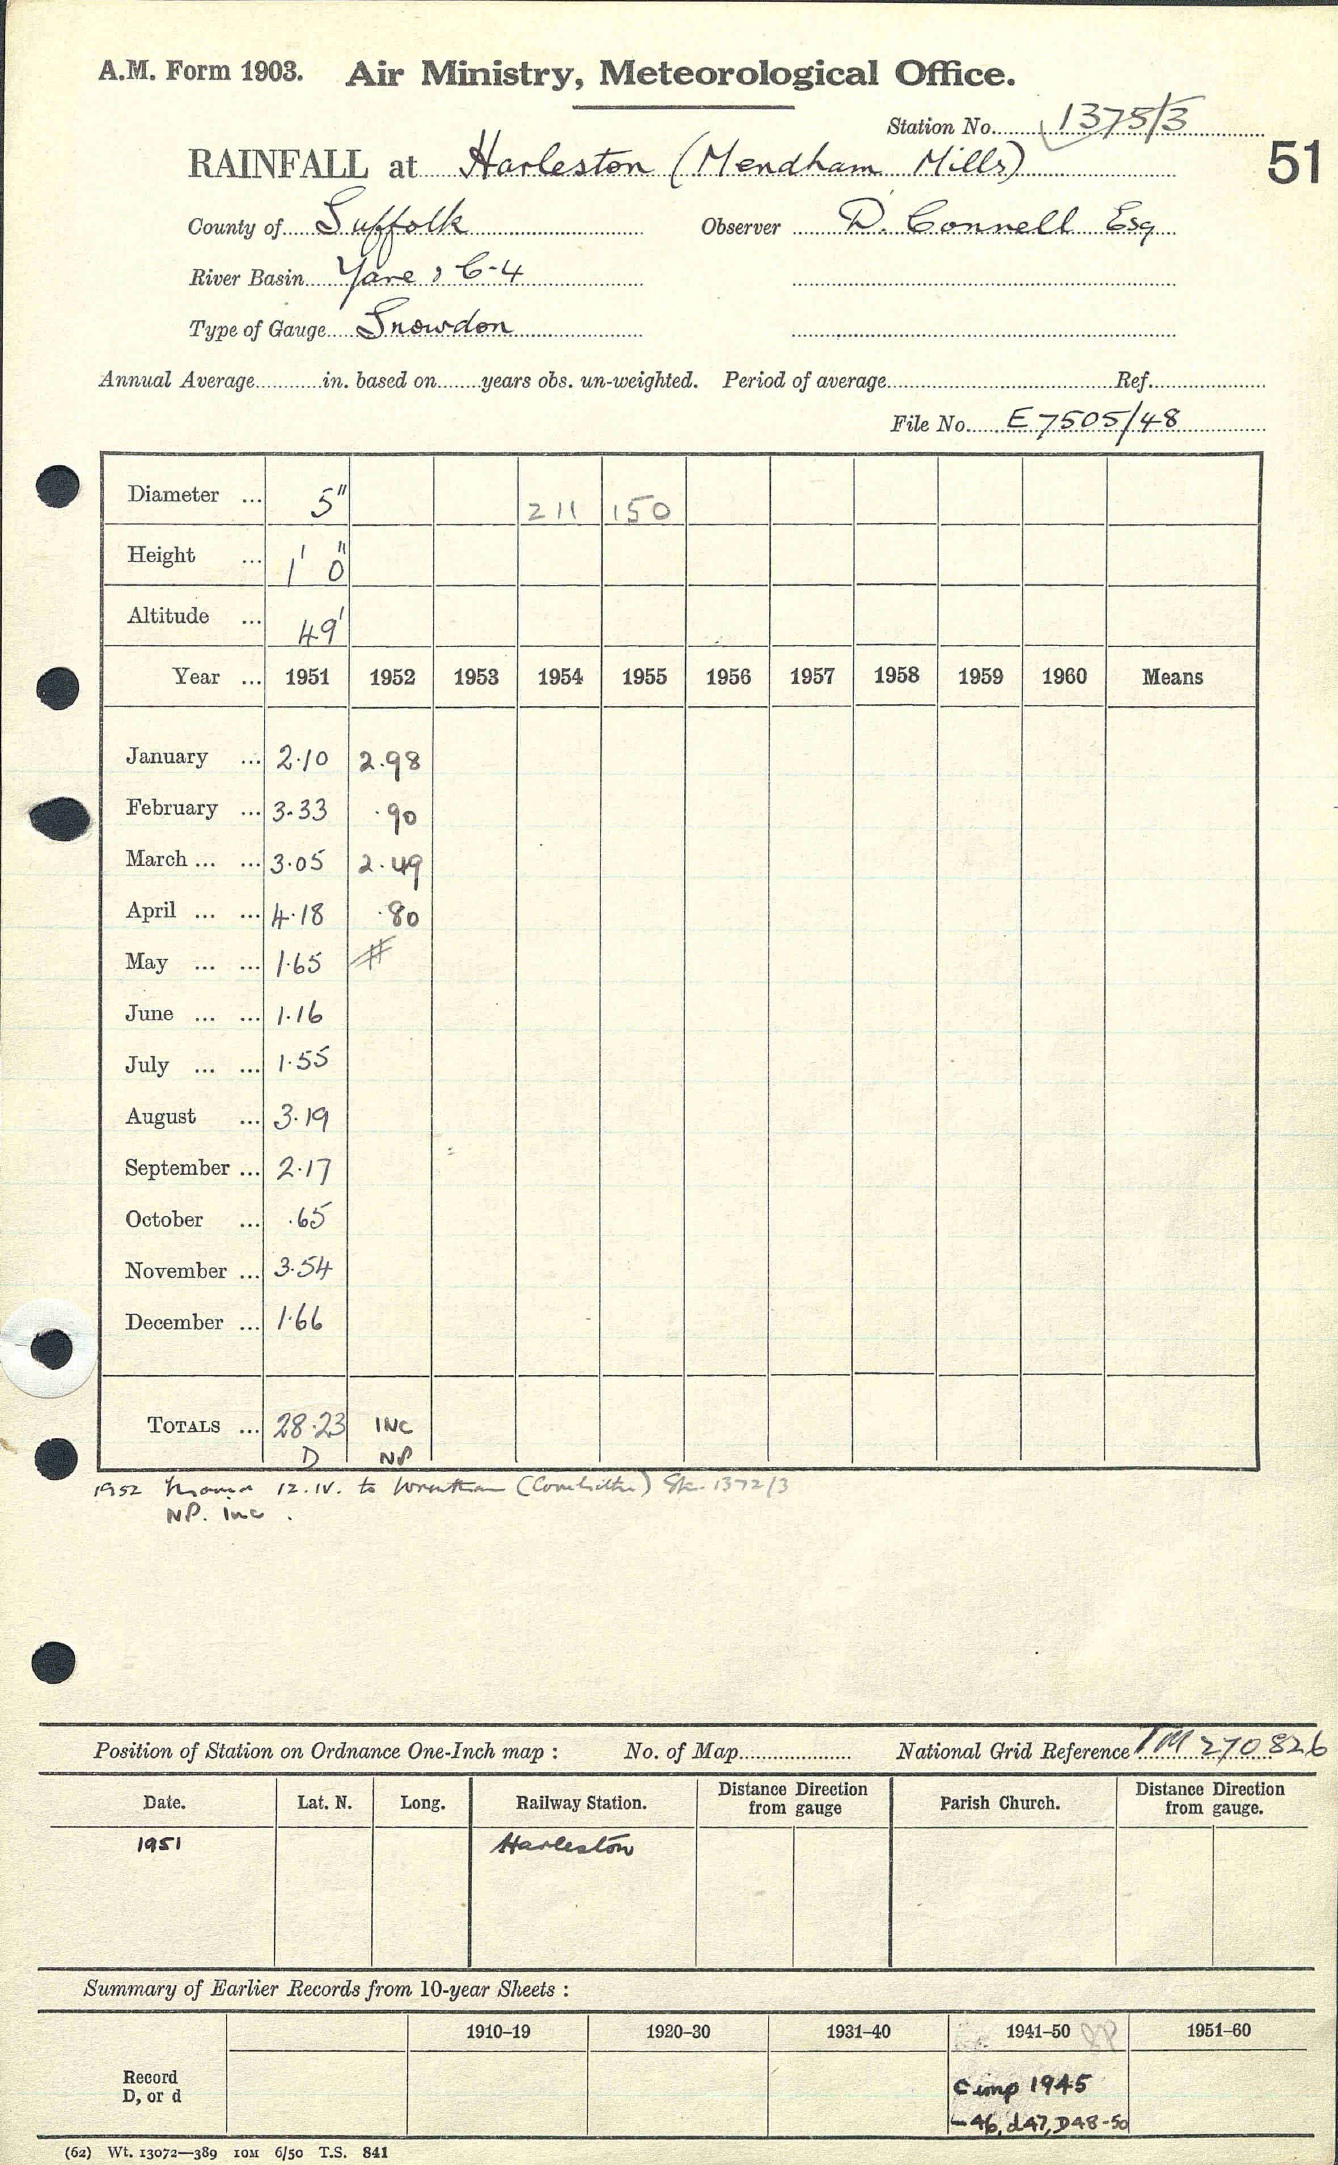 A.M. Form 1903. Air Ministry, Meteorological Office.
Station No. 1375/3
RAINFALL at Harleston (Mendham Mills)
51
County of Suffolk Observer D. Connell Esq
River Basin Yare, C-4
Type of Gauge Snowdon
Annual Average in. based on years obs. un-weighted. Period of average Ref.
File No. E7505/48
Diameter ... 5" 211 150
Height ... 1' 0"
Altitude ... 49'
Year ... 1951 1952 1953 1954 1955 1956 1957 1958 1959 1960 Means
January ... 2.10 2.98
February ... 3.33 .90
March ... ... 3.05 2.49
April ... ... 4.18 .80
May ... ... 1.65 #
June ... ... 1.16
July ... ... 1.55
August ... 3.19
September ... 2.17
October ... .65
November ... 3.54
December ... 1.66
TOTALS ... 28.23 INC
D NP
1952 12.IV. to Wrentham Stn. 1372/3
NP. Inc.
Position of Station on Ordnance One-Inch map : No. of Map National Grid Reference TM 270826
Date. Lat. N. Long. Railway Station. Distance Direction from gauge Parish Church. Distance Direction from gauge.
1951 Harleston
Summary of Earlier Records from 10-year Sheets :
1910–19 1920–30 1931–40 1941–50 1951–60
Record
D, or d
C imp 1945
-46, d47, D48-50
(62) Wt. 13072—389 10M 6/50 T.S. 841